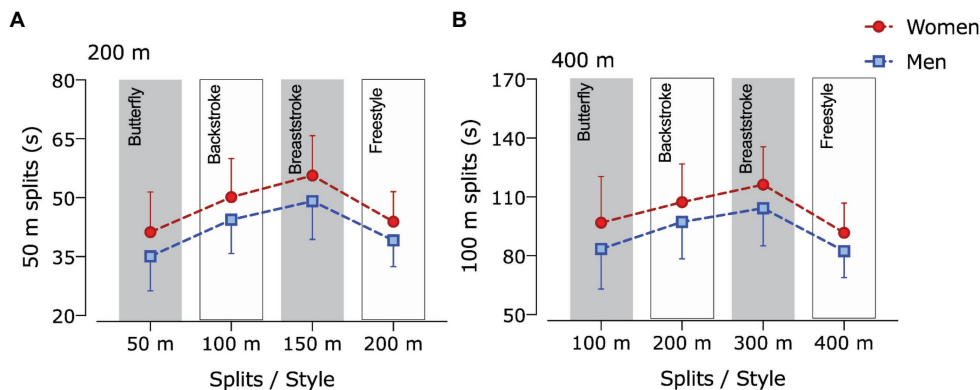 A
200 m
80
65
50
35
20
50 m splits (s)
Butterfly
Backstroke
Breaststroke
Freestyle
50 m
100 m
150 m
200 m
Splits / Style
B
400 m
170
140
110
80
50
100 m splits (s)
Butterfly
Backstroke
Breaststroke
Freestyle
100 m
200 m
300 m
400 m
Splits / Style
Women
Men